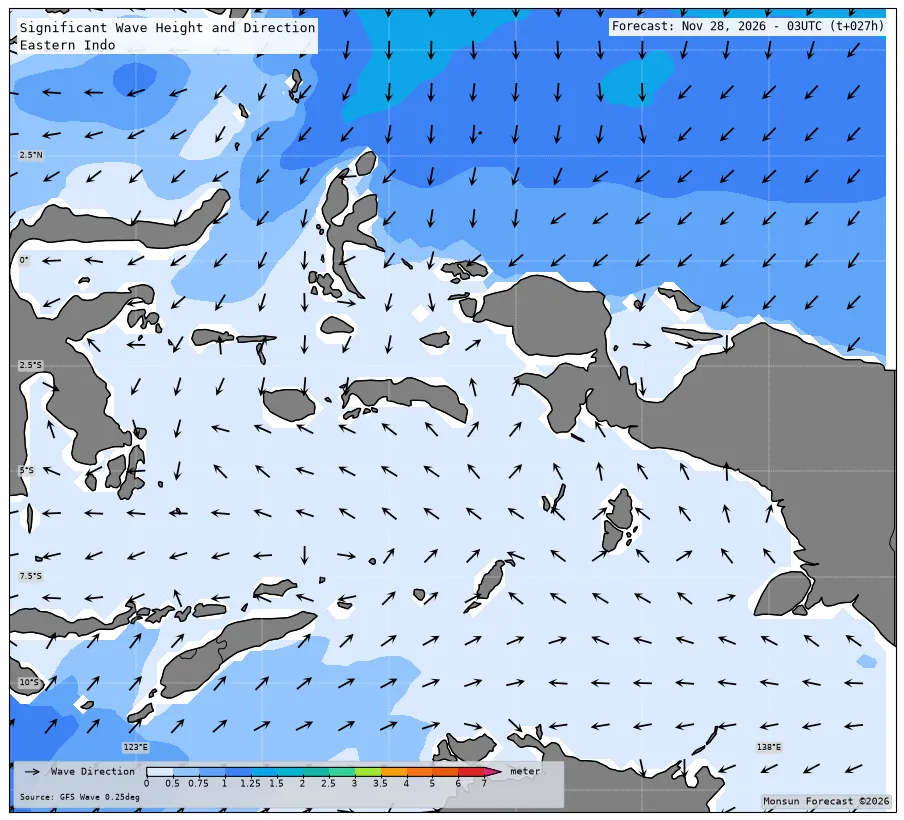 Significant Wave Height and Direction
Eastern Indo
Forecast: Nov 28, 2026 - 03UTC (t+027h)
2.5°N
0°
2.5°S
5°S
7.5°S
10°S
123°E
138°E
Wave Direction
meter
0 0.5 0.75 1 1.25 1.5 2 2.5 3 3.5 4 5 6 7
Source: GFS Wave 0.25deg
Monsun Forecast ©2026